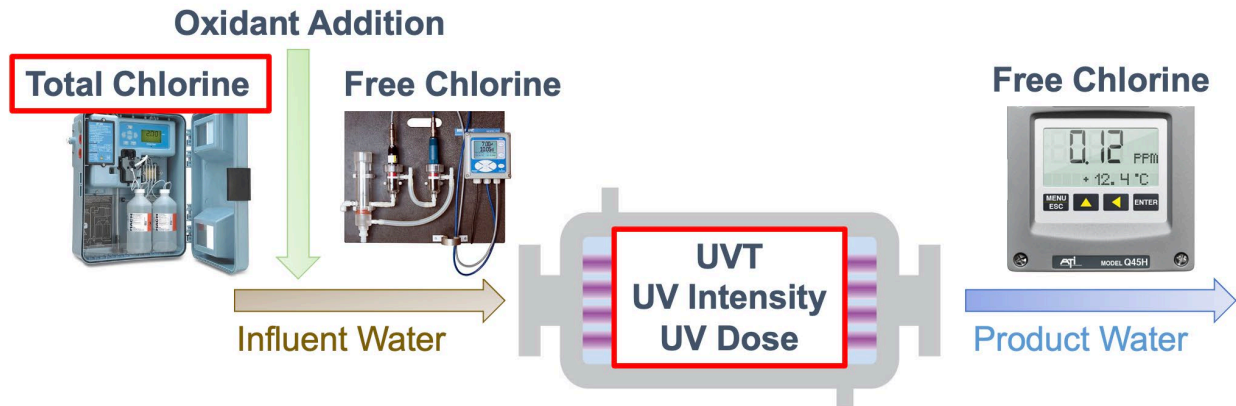 Oxidant Addition
Total Chlorine
Free Chlorine
Free Chlorine
0.12 PPM
+ 12.4 °C
MENU
ESC
ENTER
ATI
MODEL Q45H
UVT
UV Intensity
UV Dose
Influent Water
Product Water